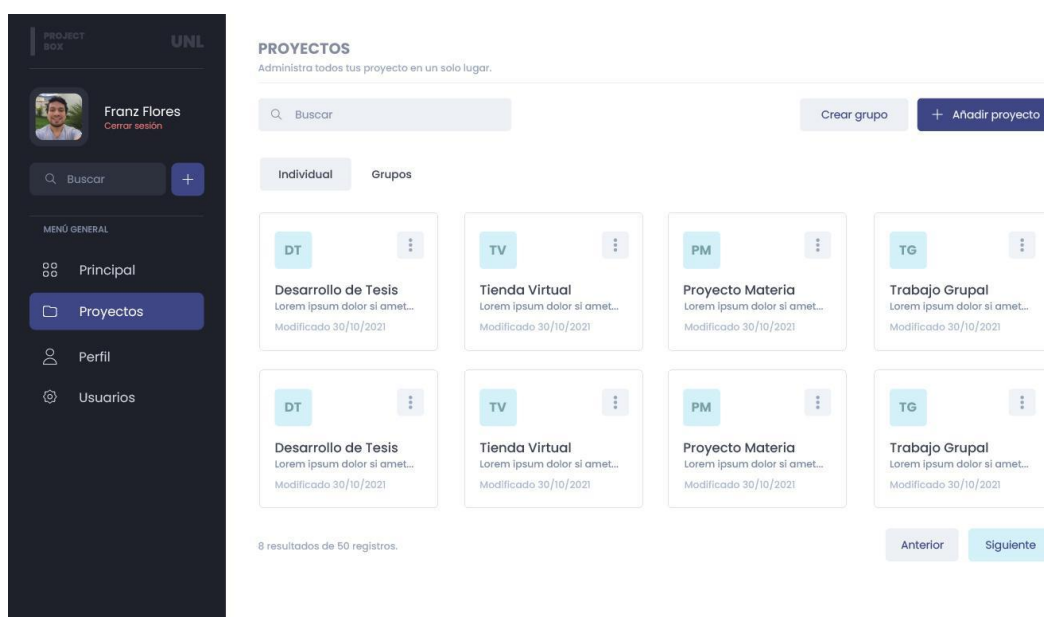 PROJECT
BOX
UNL
Franz Flores
Cerrar sesión
Buscar
MENÚ GENERAL
Principal
Proyectos
Perfil
Usuarios
PROYECTOS
Administra todos tus proyecto en un solo lugar.
Buscar
Crear grupo
+ Añadir proyecto
Individual
Grupos
DT
Desarrollo de Tesis
Lorem ipsum dolor si amet...
Modificado 30/10/2021
TV
Tienda Virtual
Lorem ipsum dolor si amet...
Modificado 30/10/2021
PM
Proyecto Materia
Lorem ipsum dolor si amet...
Modificado 30/10/2021
TG
Trabajo Grupal
Lorem ipsum dolor si amet...
Modificado 30/10/2021
DT
Desarrollo de Tesis
Lorem ipsum dolor si amet...
Modificado 30/10/2021
TV
Tienda Virtual
Lorem ipsum dolor si amet...
Modificado 30/10/2021
PM
Proyecto Materia
Lorem ipsum dolor si amet...
Modificado 30/10/2021
TG
Trabajo Grupal
Lorem ipsum dolor si amet...
Modificado 30/10/2021
8 resultados de 50 registros.
Anterior
Siguiente